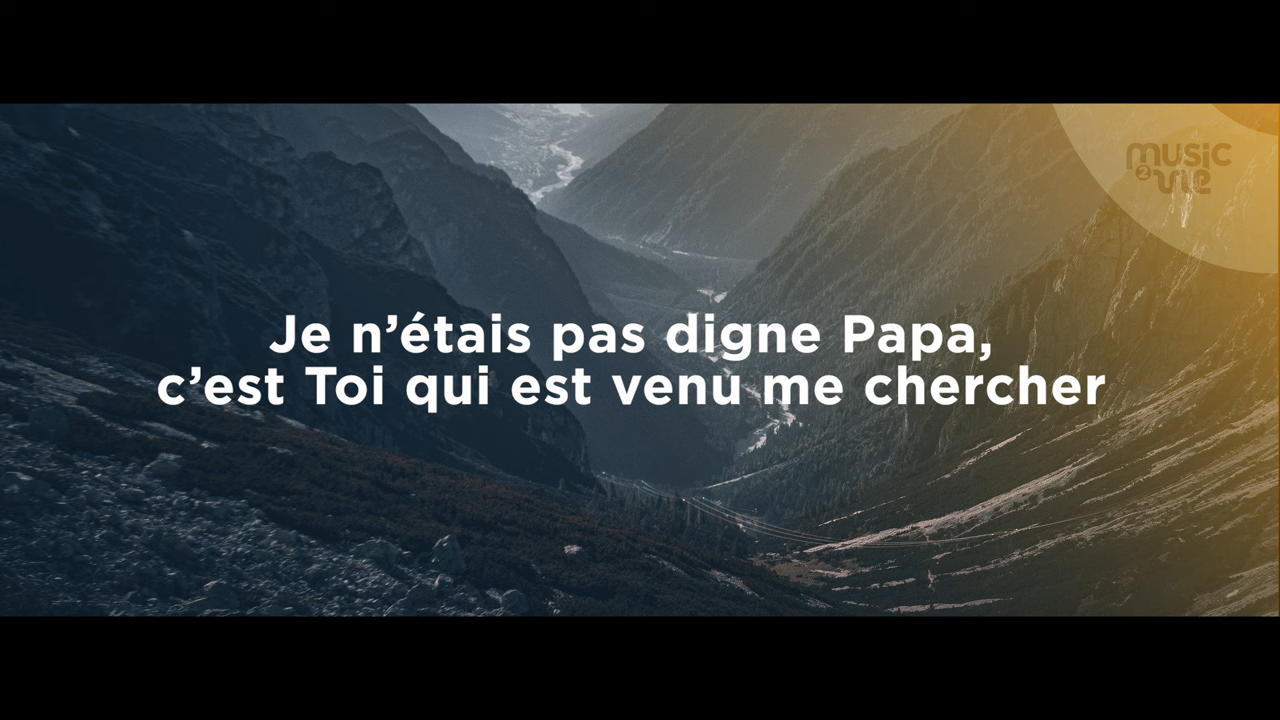 music
2 VIE
Je n’étais pas digne Papa,
c’est Toi qui est venu me chercher